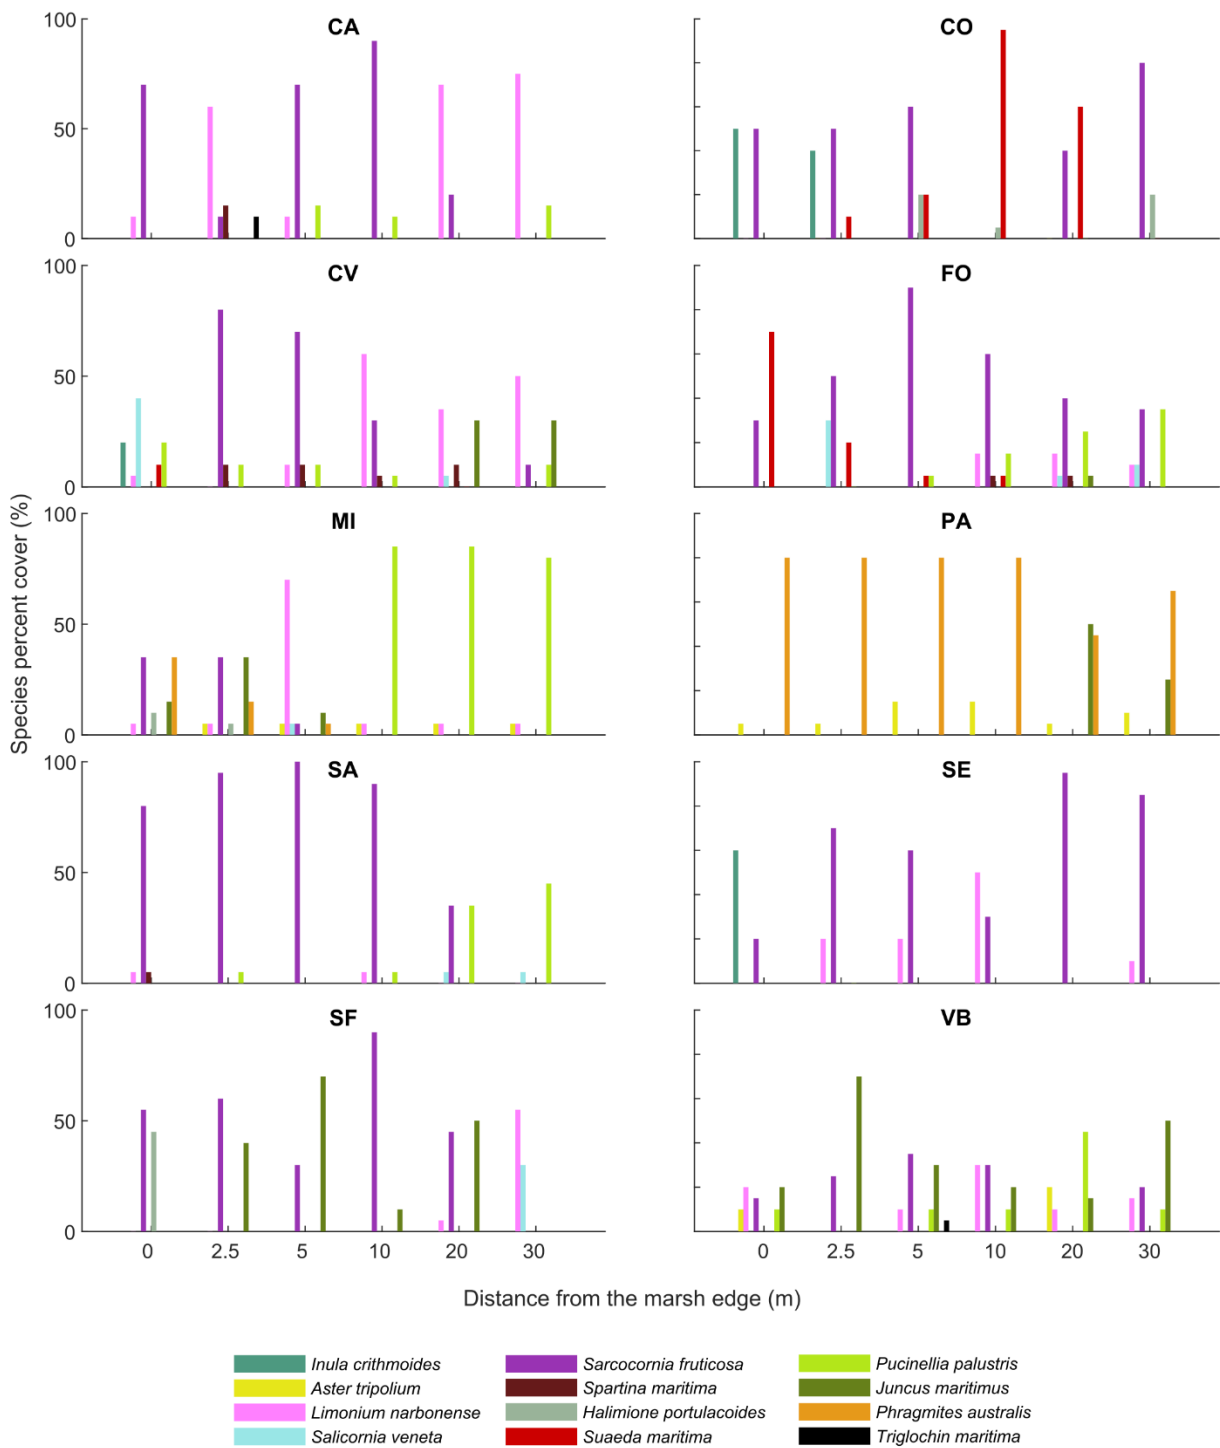 CA
CO
100
50
0
CV
FO
100
50
0
MI
PA
100
50
0
SA
SE
100
50
0
SF
VB
100
50
0
0 2.5 5 10 20 30
0 2.5 5 10 20 30
Species percent cover (%)
Distance from the marsh edge (m)
Inula crithmoides
Aster tripolium
Limonium narbonense
Salicornia veneta
Sarcocornia fruticosa
Spartina maritima
Halimione portulacoides
Suaeda maritima
Pucinellia palustris
Juncus maritimus
Phragmites australis
Triglochin maritima